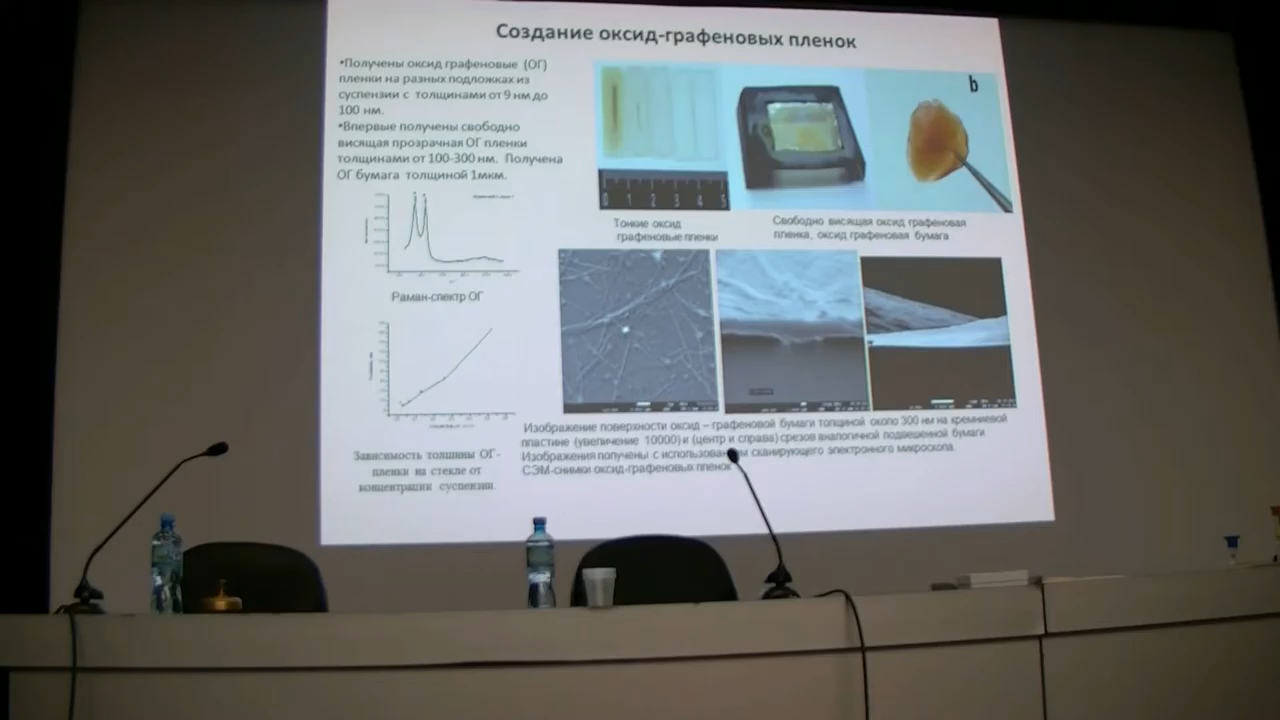 Создание оксид-графеновых пленок
•Получены оксид графеновые (ОГ)
пленки на разных подложках из
суспензии с толщинами от 9 нм до
100 нм.
•Впервые получены свободно
висящая прозрачная ОГ пленки
толщинами от 100-300 нм. Получена
ОГ бумага толщиной 1мкм.
b
0 1 2 3 4 5
Тонкие оксид
графеновые пленки
Свободно висящая оксид графеновая
пленка, оксид графеновая бумага
Раман-спектр ОГ
Зависимость толщины ОГ-
пленки на стекле от
концентрации суспензии.
Изображение поверхности оксид – графеновой бумаги толщиной около 300 нм на кремниевой
пластине (увеличение 10000) и (центр и справа) срезов аналогичной подвешенной бумаги
Изображения получены с использованием сканирующего электронного микроскопа.
СЭМ-снимки оксид-графеновых пленок